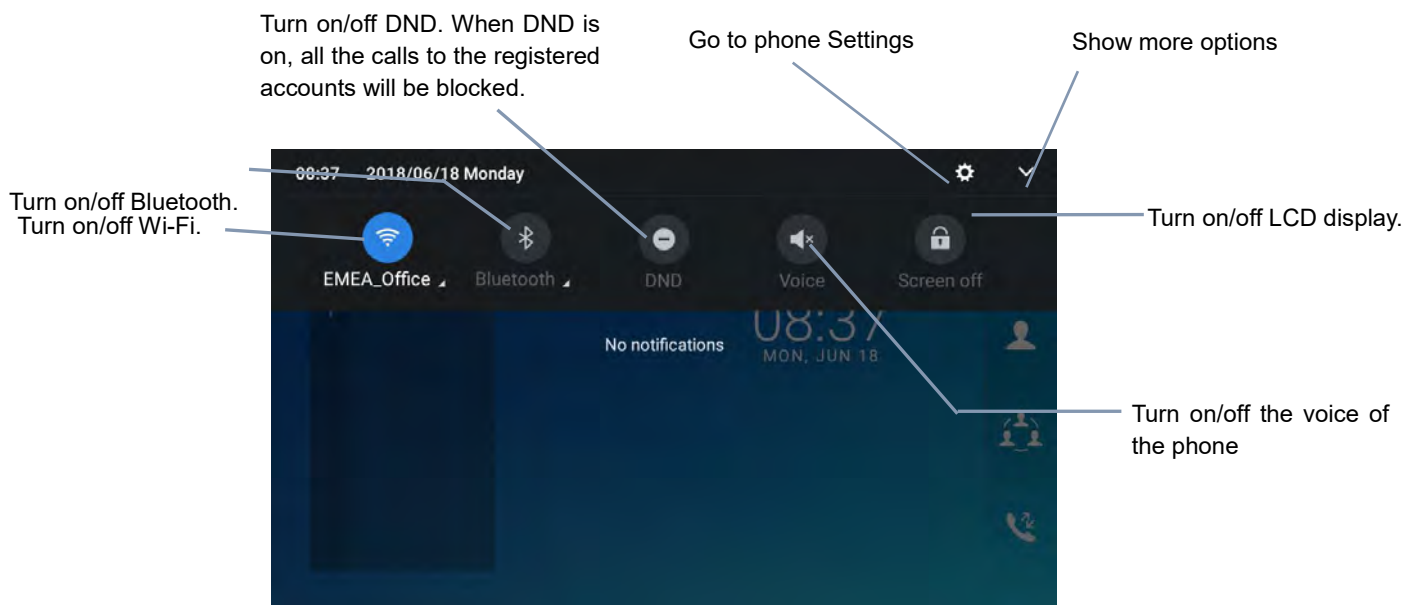 Turn on/off DND. When DND is
on, all the calls to the registered
accounts will be blocked.
Go to phone Settings
Show more options
08:37 2018/06/18 Monday
Turn on/off Bluetooth.
Turn on/off Wi-Fi.
Turn on/off LCD display.
EMEA_Office
Bluetooth
DND
Voice
Screen off
08:37
No notifications
MON, JUN 18
Turn on/off the voice of
the phone